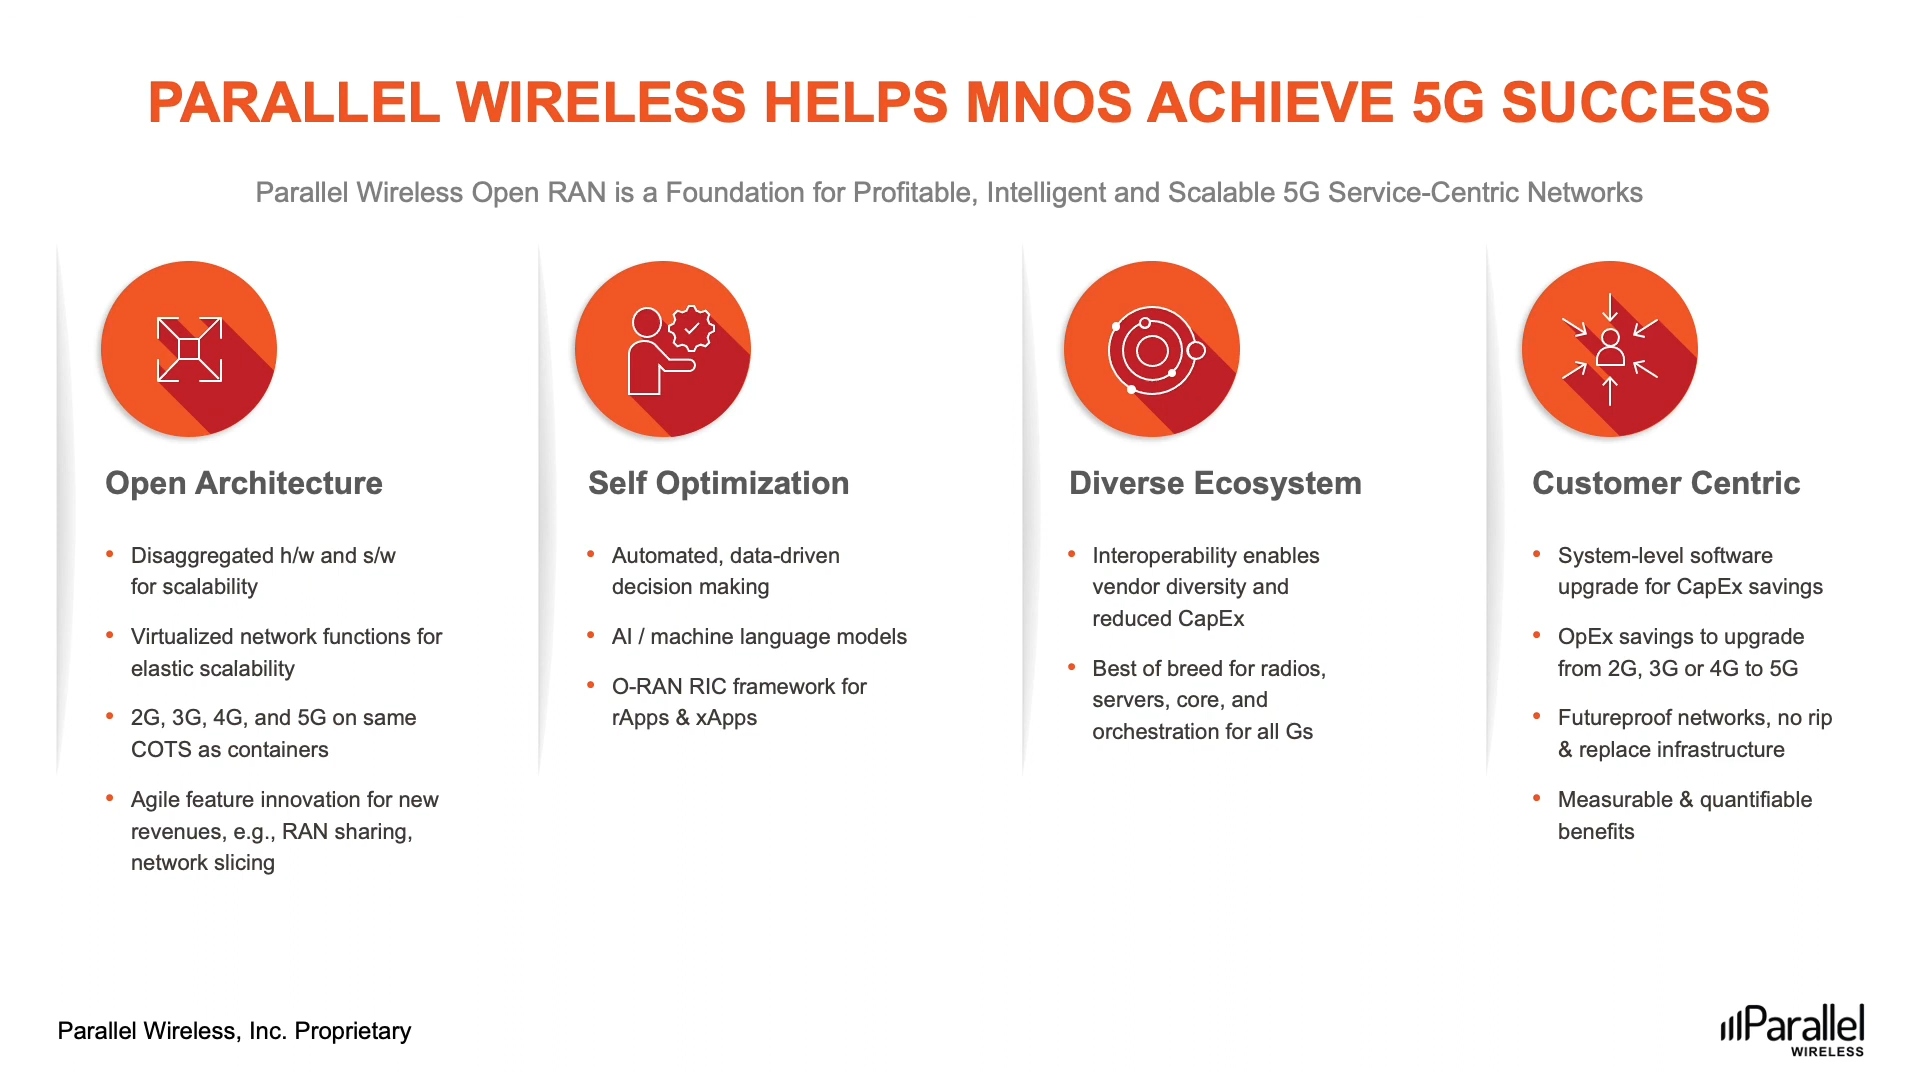 PARALLEL WIRELESS HELPS MNOS ACHIEVE 5G SUCCESS
Parallel Wireless Open RAN is a Foundation for Profitable, Intelligent and Scalable 5G Service-Centric Networks
Open Architecture
• Disaggregated h/w and s/w
for scalability
• Virtualized network functions for
elastic scalability
• 2G, 3G, 4G, and 5G on same
COTS as containers
• Agile feature innovation for new
revenues, e.g., RAN sharing,
network slicing
Self Optimization
• Automated, data-driven
decision making
• AI / machine language models
• O-RAN RIC framework for
rApps & xApps
Diverse Ecosystem
• Interoperability enables
vendor diversity and
reduced CapEx
• Best of breed for radios,
servers, core, and
orchestration for all Gs
Customer Centric
• System-level software
upgrade for CapEx savings
• OpEx savings to upgrade
from 2G, 3G or 4G to 5G
• Futureproof networks, no rip
& replace infrastructure
• Measurable & quantifiable
benefits
Parallel Wireless, Inc. Proprietary
Parallel
WIRELESS